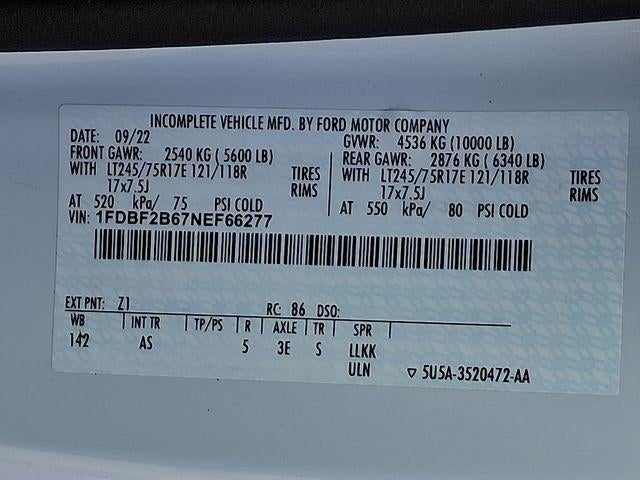 INCOMPLETE VEHICLE MFD. BY FORD MOTOR COMPANY
DATE: 09/22 GVWR: 4536 KG (10000 LB)
FRONT GAWR: 2540 KG ( 5600 LB) REAR GAWR: 2876 KG ( 6340 LB)
WITH LT245/75R17E 121/118R TIRES WITH LT245/75R17E 121/118R TIRES
17x7.5J RIMS 17x7.5J RIMS
AT 520 kPa/ 75 PSI COLD AT 550 kPa/ 80 PSI COLD
VIN: 1FDBF2B67NEF66277
EXT PNT: Z1 RC: 86 DSO:
WB INT TR TP/PS R AXLE TR SPR
142 AS 5 3E S LLKK
ULN ▽ 5U5A-3520472-AA